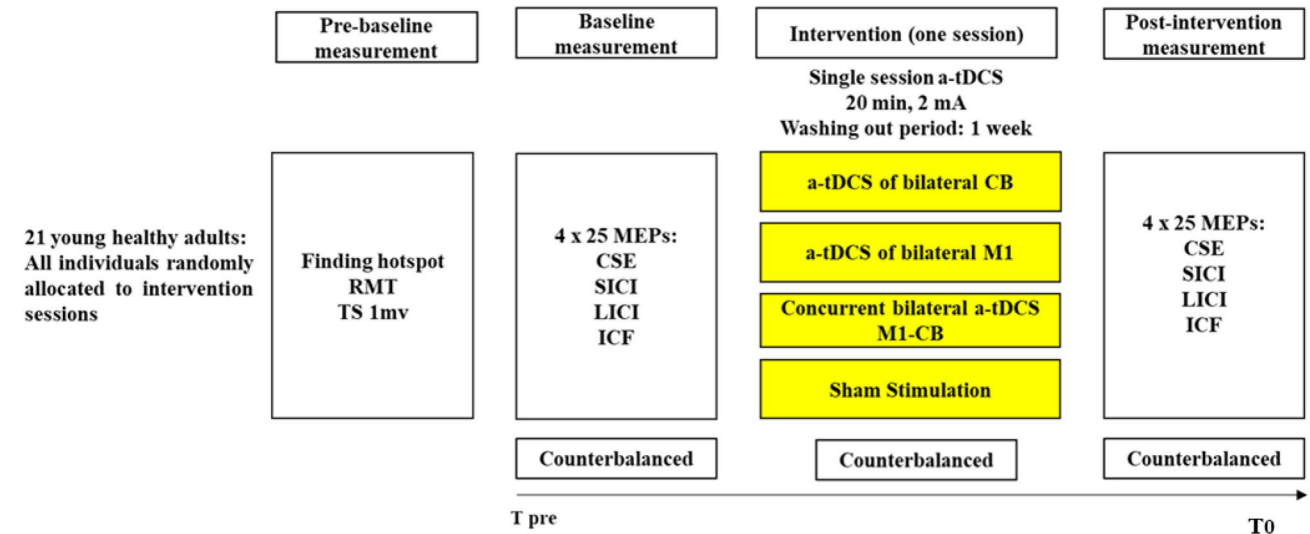 Pre-baseline
measurement
Baseline
measurement
Intervention (one session)
Post-intervention
measurement
Single session a-tDCS
20 min, 2 mA
Washing out period: 1 week
21 young healthy adults:
All individuals randomly
allocated to intervention
sessions
Finding hotspot
RMT
TS 1mv
4 x 25 MEPs:
CSE
SICI
LICI
ICF
a-tDCS of bilateral CB
a-tDCS of bilateral M1
Concurrent bilateral a-tDCS
M1-CB
Sham Stimulation
4 x 25 MEPs:
CSE
SICI
LICI
ICF
Counterbalanced
Counterbalanced
Counterbalanced
T pre
T0